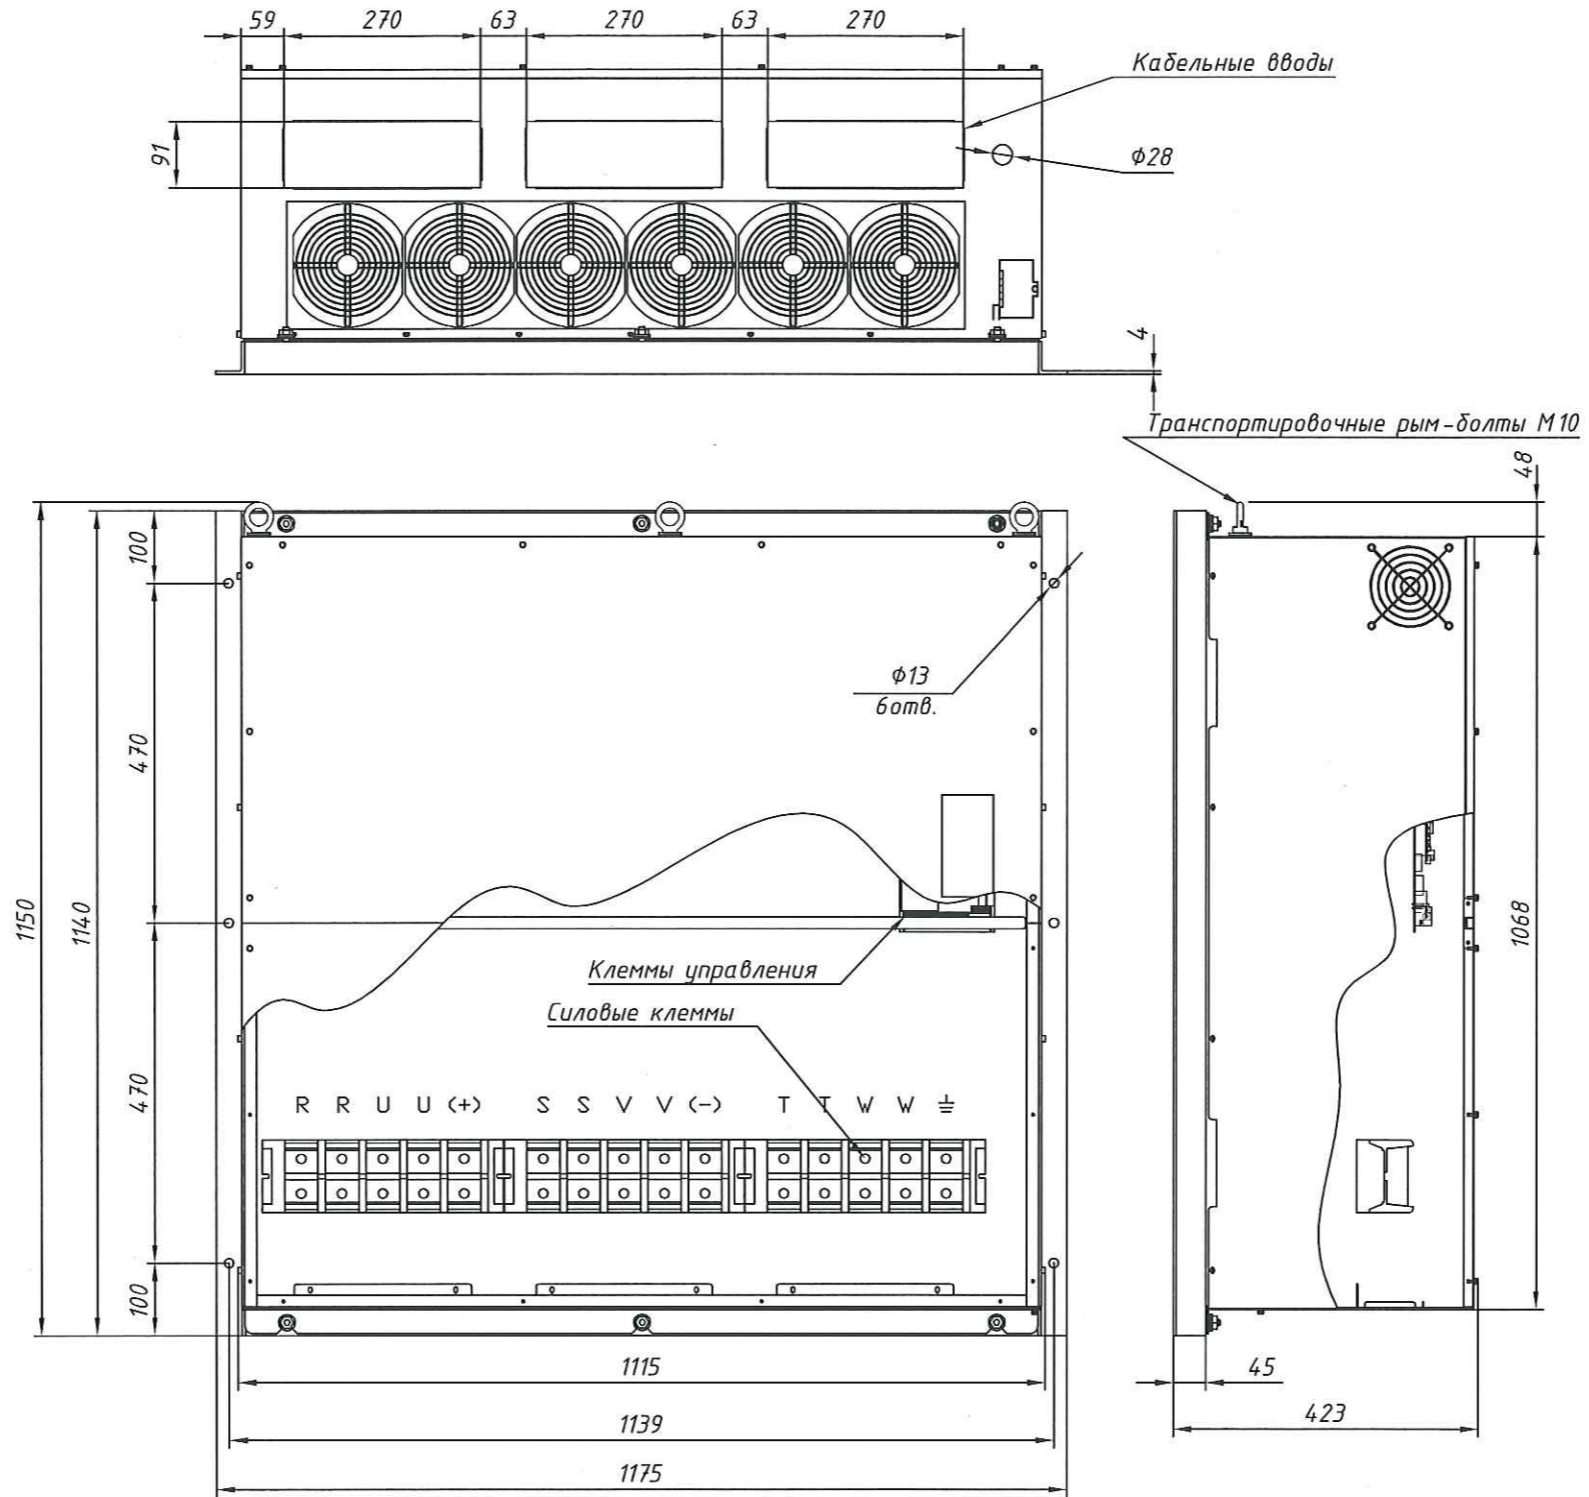 59 270 63 270 63 270
Кабельные вводы
91
Ф28
4
Транспортировочные рым-болты М10
48
100
Ф13
6отв.
470
1150
1140
1068
Клеммы управления
Силовые клеммы
470
R R U U (+) S S V V (-) T T W W
100
1115
45
1139
423
1175